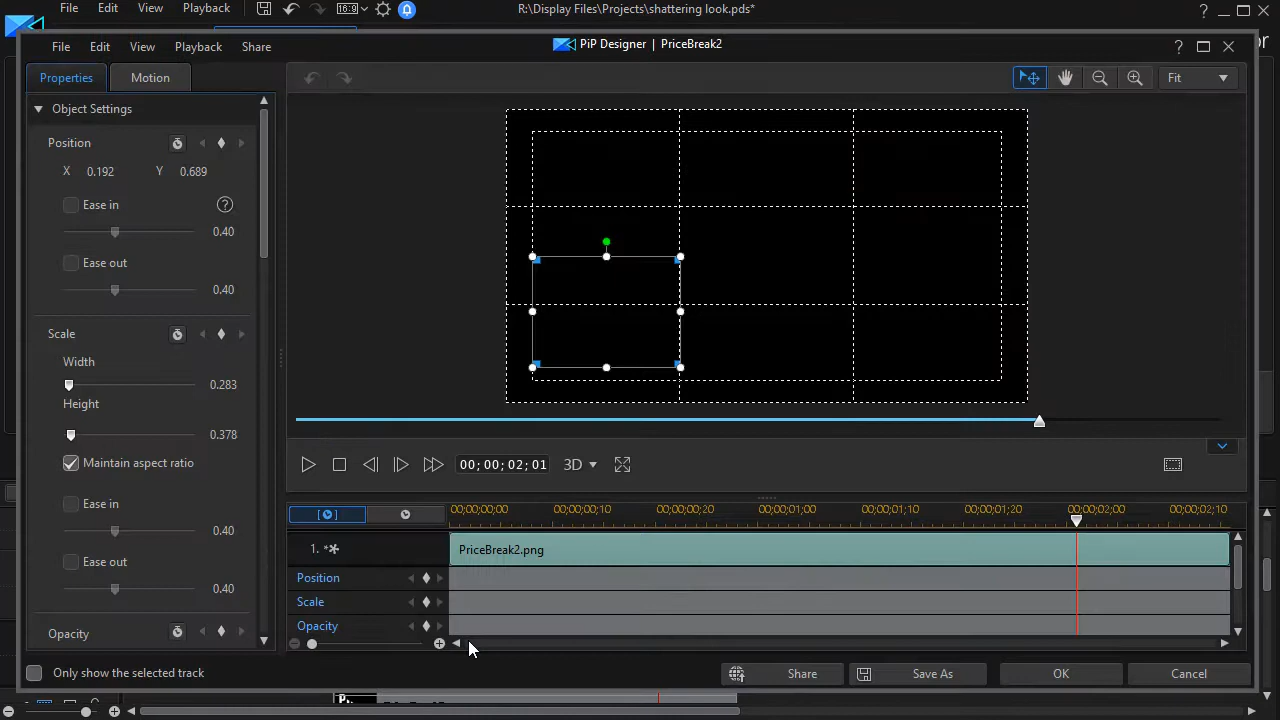 File Edit View Playback 16:9 R:\Display Files\Projects\shattering look.pds* ?
File Edit View Playback Share PiP Designer | PriceBreak2 ?
Properties Motion Fit
Object Settings
Position
X 0.192 Y 0.689
Ease in ?
0.40
Ease out
0.40
Scale
Width
0.283
Height
0.378
Maintain aspect ratio
Ease in
0.40
Ease out
0.40
Opacity
00;00;02;01 3D
00;00;00;00 00;00;00;10 00;00;00;20 00;00;01;00 00;00;01;10 00;00;01;20 00;00;02;00 00;00;02;10
1. PriceBreak2.png
Position
Scale
Opacity
Only show the selected track Share Save As OK Cancel